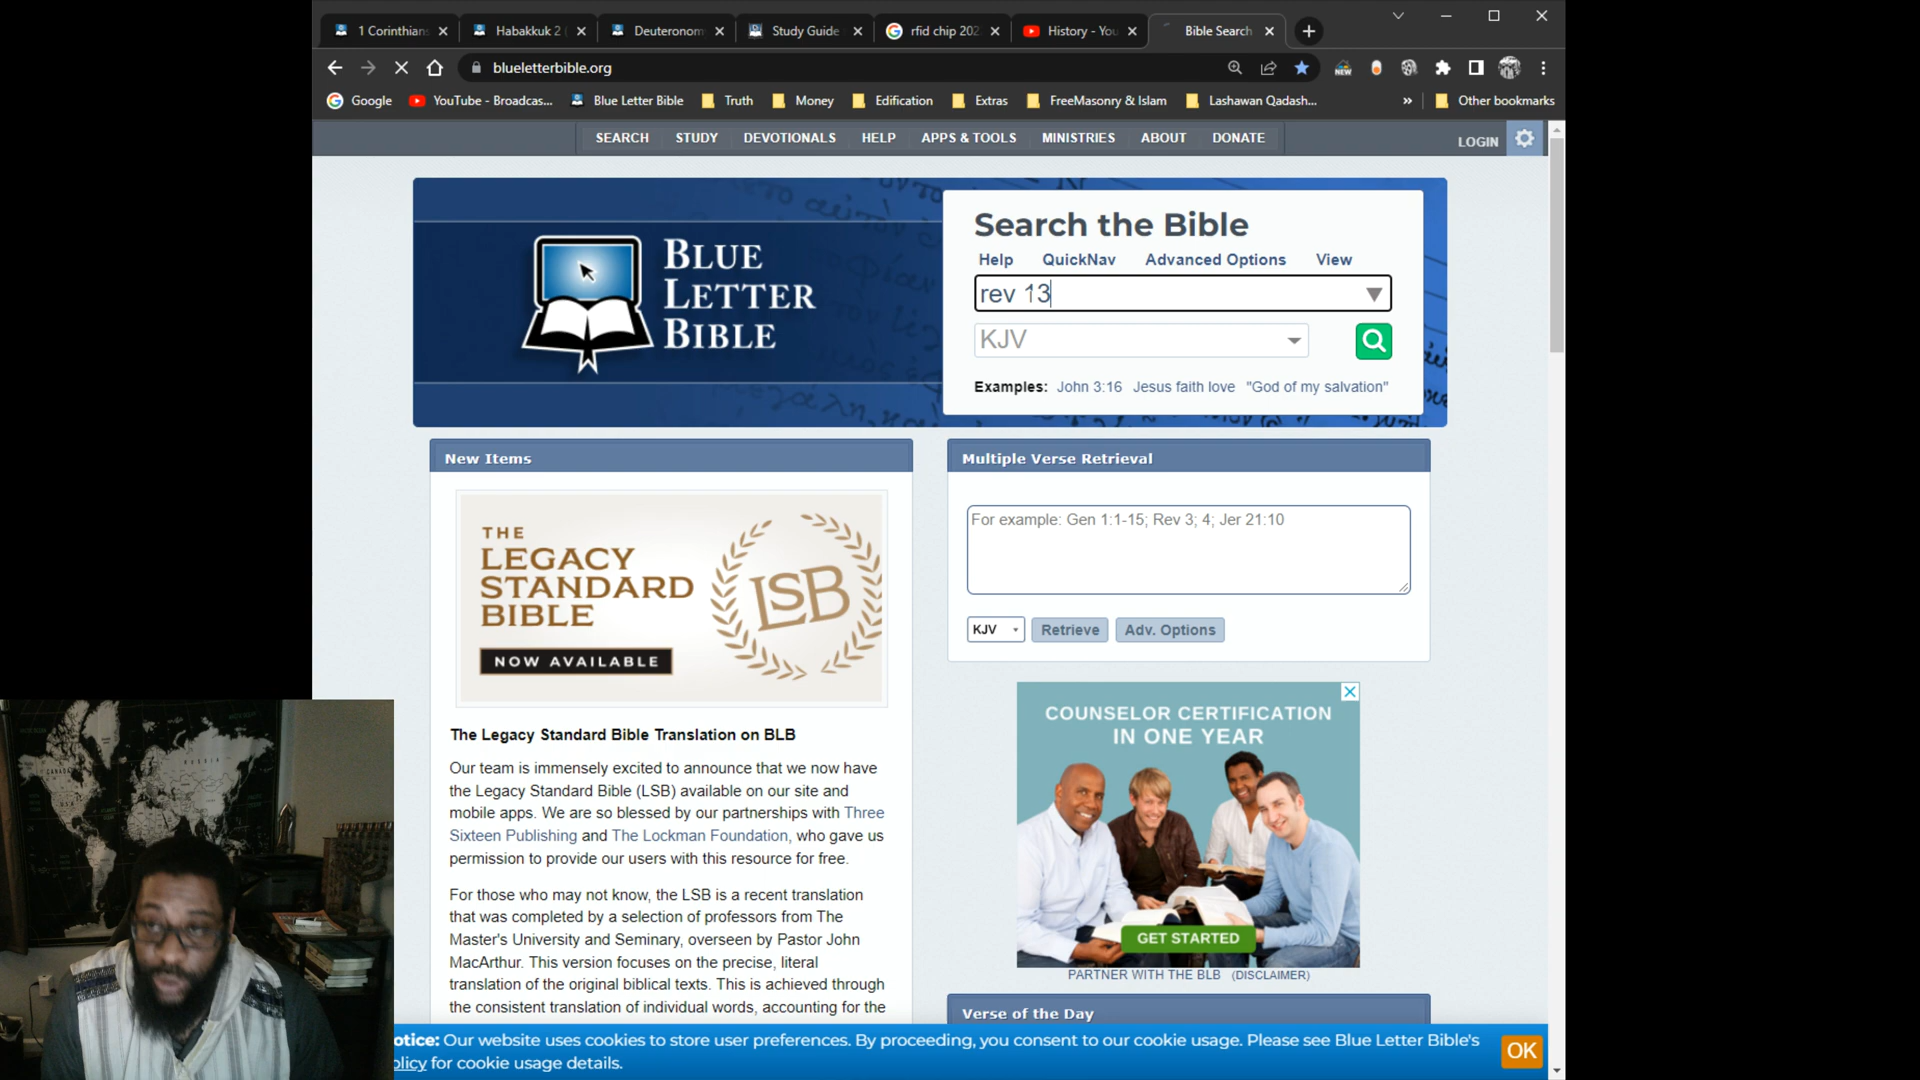 1 Corinthians
Habakkuk 2 (
Deuteronom
Study Guide
rfid chip 202
History - You
Bible Search
blueletterbible.org
NEW
Google
YouTube - Broadcas...
Blue Letter Bible
Truth
Money
Edification
Extras
FreeMasonry & Islam
Lashawan Qadash...
»
Other bookmarks
SEARCH
STUDY
DEVOTIONALS
HELP
APPS & TOOLS
MINISTRIES
ABOUT
DONATE
LOGIN
BLUE
LETTER
BIBLE
Search the Bible
Help
QuickNav
Advanced Options
View
rev 13
KJV
Examples: John 3:16 Jesus faith love "God of my salvation"
New Items
THE
LEGACY
STANDARD
BIBLE
NOW AVAILABLE
LSB
The Legacy Standard Bible Translation on BLB
Our team is immensely excited to announce that we now have
the Legacy Standard Bible (LSB) available on our site and
mobile apps. We are so blessed by our partnerships with Three
Sixteen Publishing and The Lockman Foundation, who gave us
permission to provide our users with this resource for free.
For those who may not know, the LSB is a recent translation
that was completed by a selection of professors from The
Master's University and Seminary, overseen by Pastor John
MacArthur. This version focuses on the precise, literal
translation of the original biblical texts. This is achieved through
the consistent translation of individual words, accounting for the
Multiple Verse Retrieval
For example: Gen 1:1-15; Rev 3; 4; Jer 21:10
KJV
Retrieve
Adv. Options
COUNSELOR CERTIFICATION
IN ONE YEAR
GET STARTED
PARTNER WITH THE BLB (DISCLAIMER)
Verse of the Day
otice: Our website uses cookies to store user preferences. By proceeding, you consent to our cookie usage. Please see Blue Letter Bible's
olicy for cookie usage details.
OK